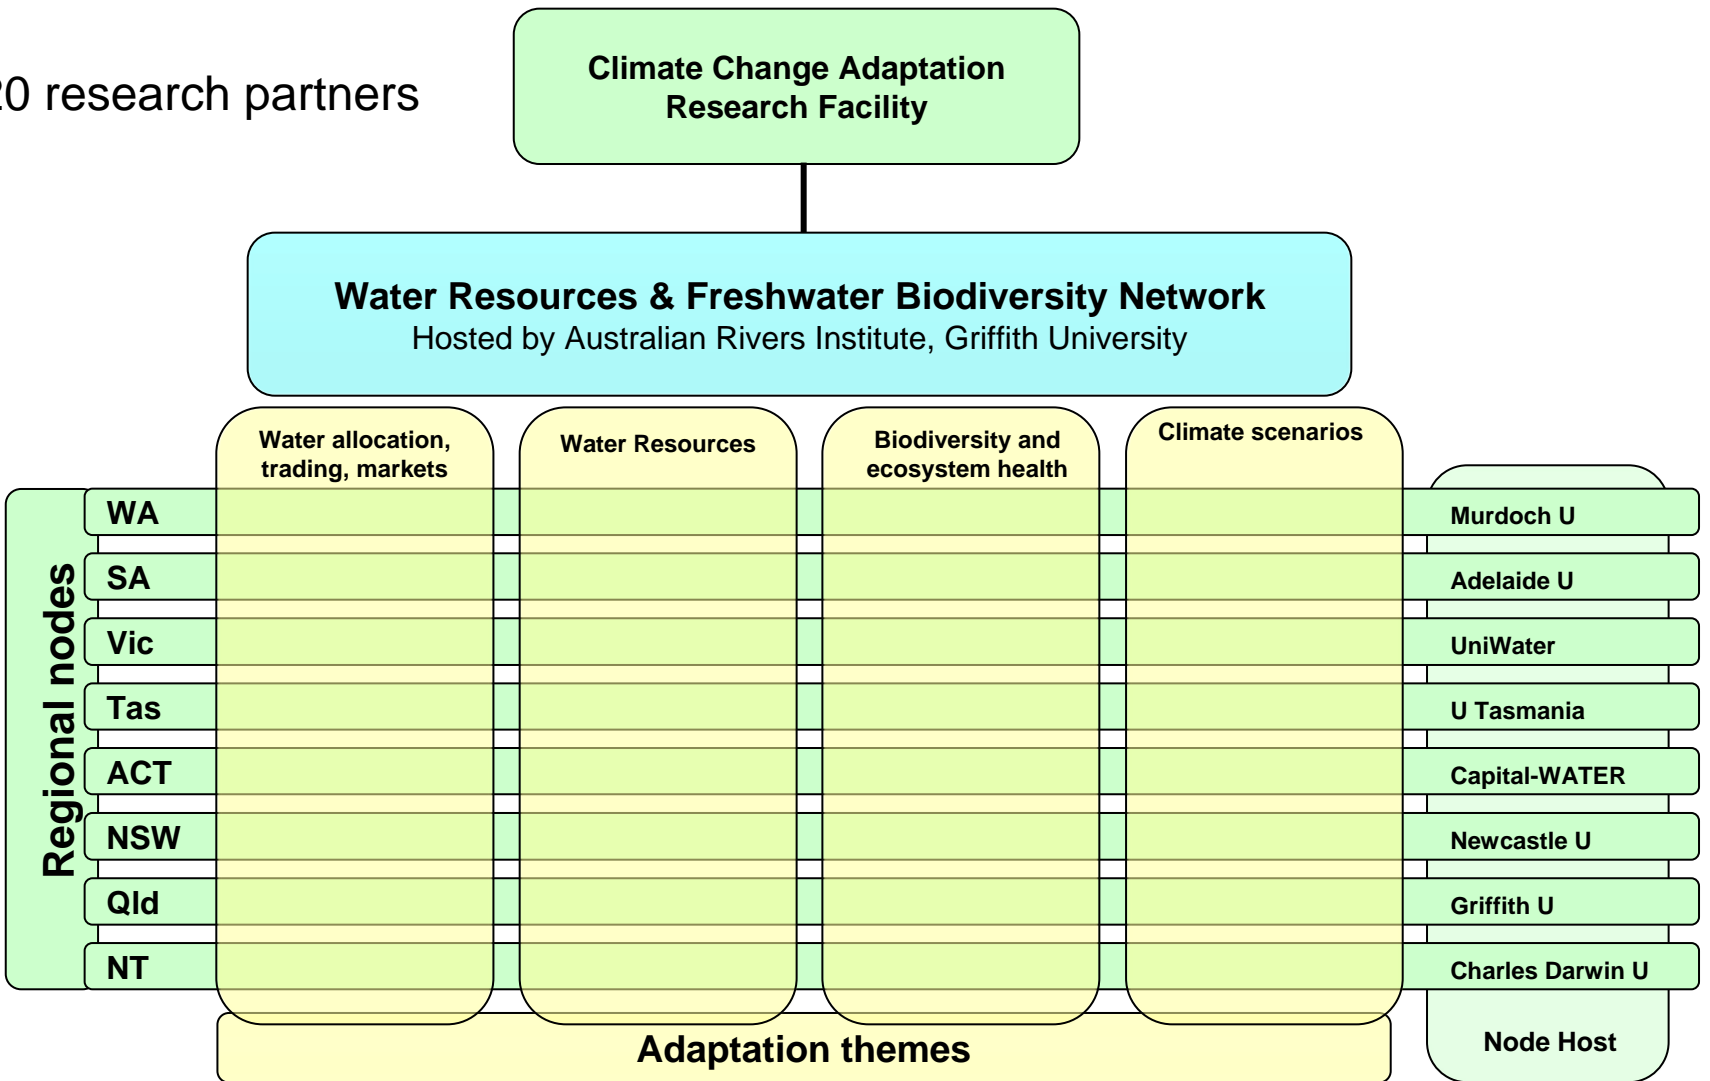 20 research partners
Climate Change Adaptation
Research Facility
Water Resources & Freshwater Biodiversity Network
Hosted by Australian Rivers Institute, Griffith University
Water allocation,
trading, markets
Water Resources
Biodiversity and
ecosystem health
Climate scenarios
Regional nodes
WA
Murdoch U
SA
Adelaide U
Vic
UniWater
Tas
U Tasmania
ACT
Capital-WATER
NSW
Newcastle U
Qld
Griffith U
NT
Charles Darwin U
Adaptation themes
Node Host